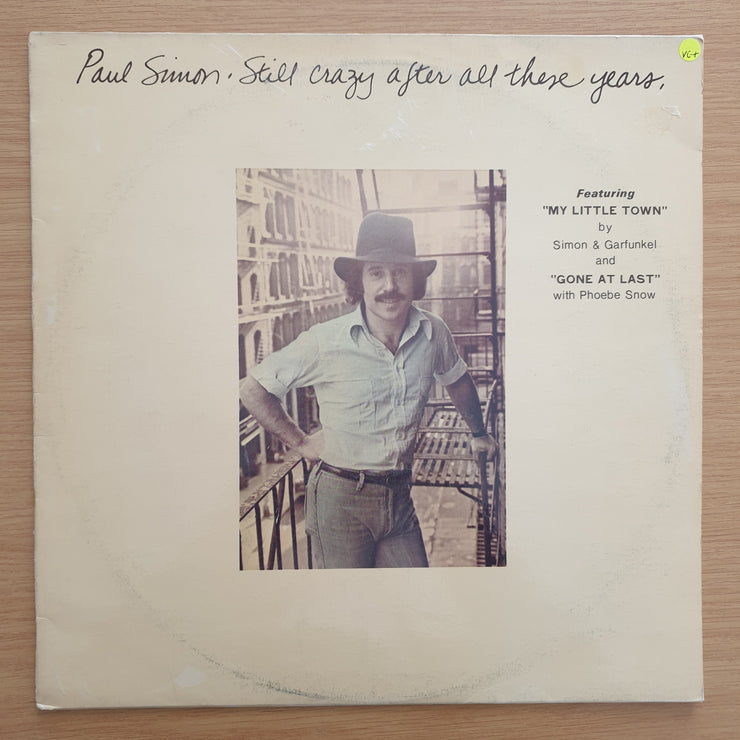 Paul Simon. Still crazy after all these years.
VG+
Featuring
"MY LITTLE TOWN"
by
Simon & Garfunkel
and
"GONE AT LAST"
with Phoebe Snow